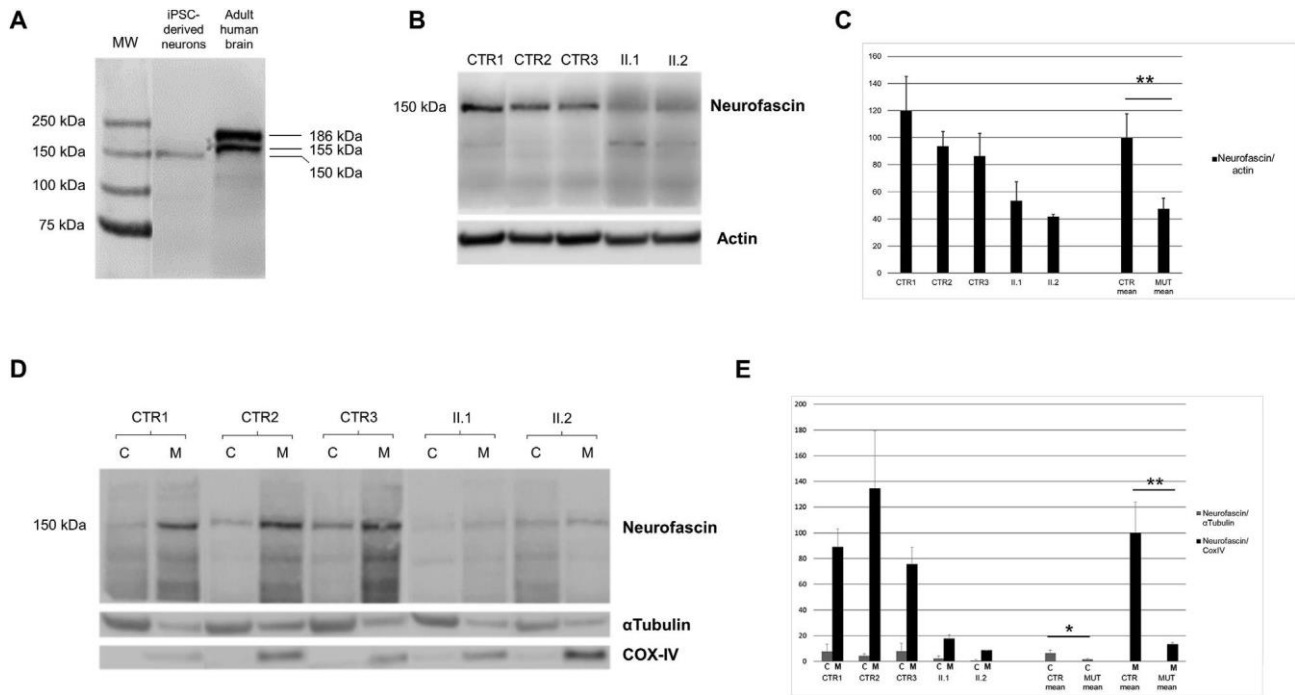 A
MW
iPSC-
derived
neurons
Adult
human
brain
250 kDa
150 kDa
100 kDa
75 kDa
186 kDa
155 kDa
150 kDa
B
CTR1 CTR2 CTR3 II.1 II.2
150 kDa
Neurofascin
Actin
C
140
120
100
80
60
40
20
0
**
CTR1 CTR2 CTR3 II.1 II.2 CTR mean MUT mean
Neurofascin/
actin
D
CTR1 CTR2 CTR3 II.1 II.2
C M C M C M C M C M
150 kDa
Neurofascin
αTubulin
COX-IV
E
200
180
160
140
120
100
80
60
40
20
0
*
**
C M C M C M C M C M C C M M
CTR1 CTR2 CTR3 II.1 II.2 CTR mean MUT mean CTR mean MUT mean
Neurofascin/
αTubulin
Neurofascin/
CoxIV